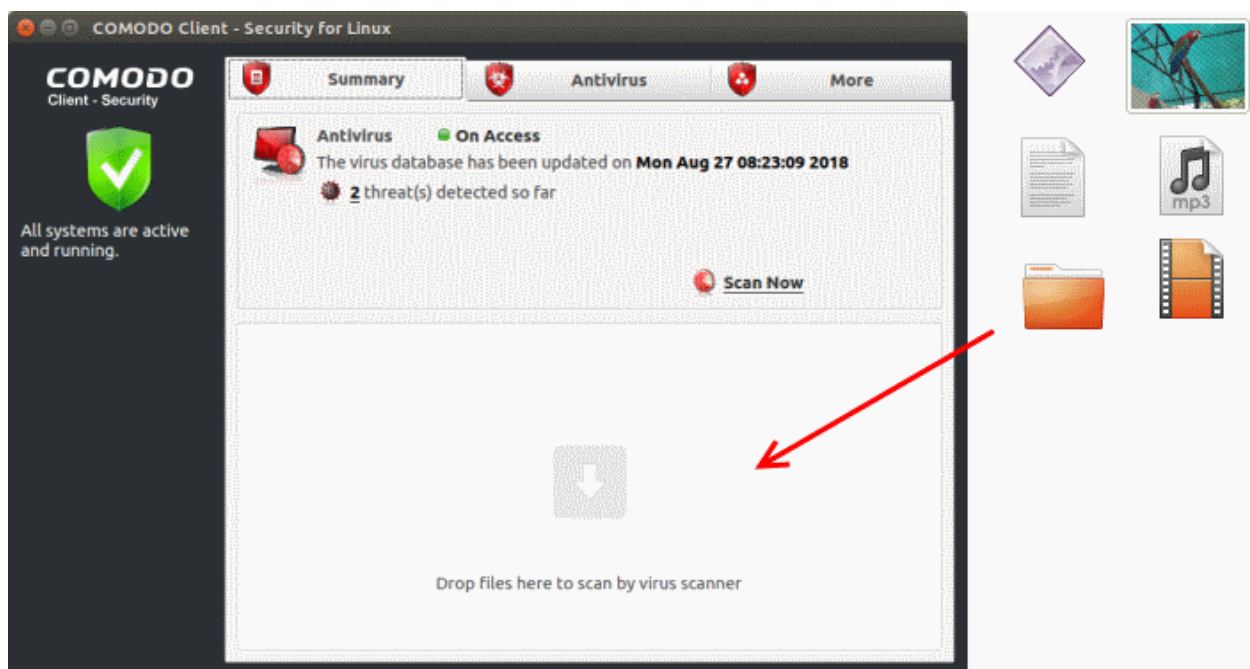 COMODO Client - Security for Linux
COMODO
Client - Security
All systems are active
and running.
Summary
Antivirus
More
Antivirus On Access
The virus database has been updated on Mon Aug 27 08:23:09 2018
2 threat(s) detected so far
Scan Now
Drop files here to scan by virus scanner
mp3